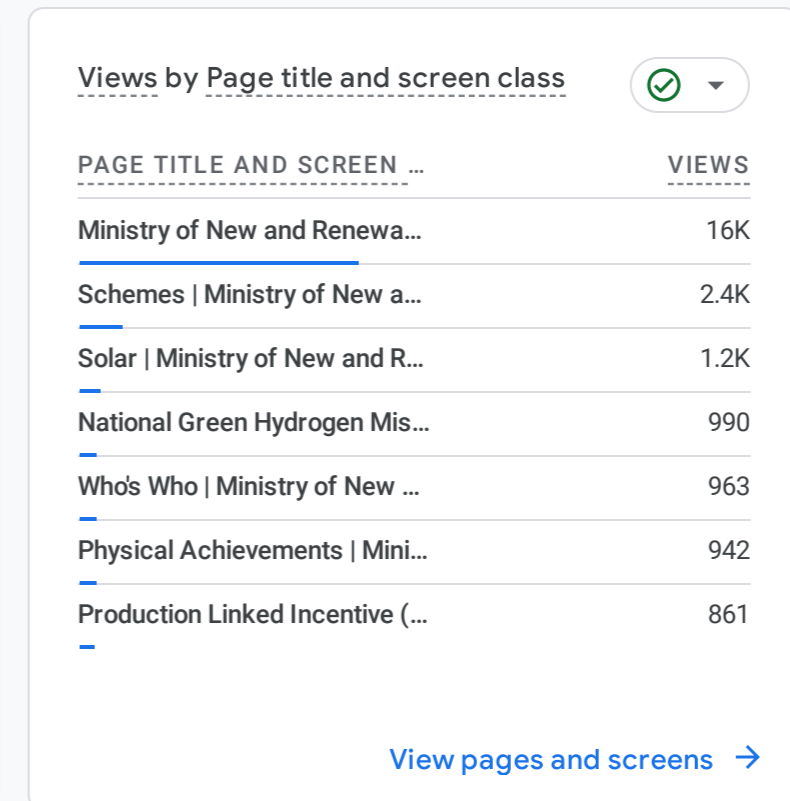 Views by Page title and screen class
PAGE TITLE AND SCREEN … VIEWS
Ministry of New and Renewa… 16K
Schemes | Ministry of New a… 2.4K
Solar | Ministry of New and R… 1.2K
National Green Hydrogen Mis… 990
Who's Who | Ministry of New … 963
Physical Achievements | Mini… 942
Production Linked Incentive (… 861
View pages and screens